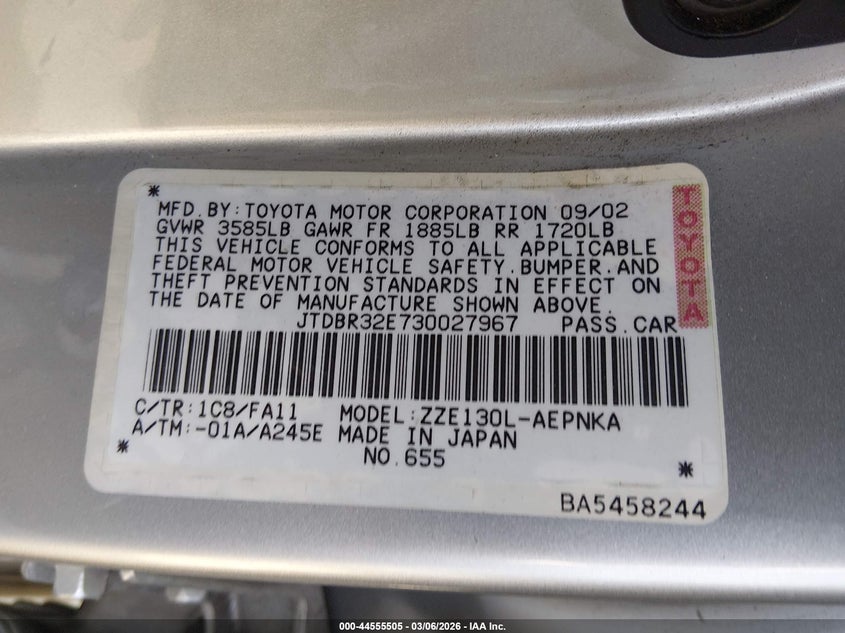 * MFD.BY:TOYOTA MOTOR CORPORATION 09/02
GVWR 3585LB GAWR FR 1885LB RR 1720LB
THIS VEHICLE CONFORMS TO ALL APPLICABLE
FEDERAL MOTOR VEHICLE SAFETY.BUMPER.AND
THEFT PREVENTION STANDARDS IN EFFECT ON
THE DATE OF MANUFACTURE SHOWN ABOVE.
JTDBR32E730027967 PASS.CAR
TOYOTA
C/TR:1C8/FA11 MODEL:ZZE130L-AEPNKA
A/TM:-01A/A245E MADE IN JAPAN
* NO.655 *
BA5458244
000-44555505 - 03/06/2026 - IAA Inc.